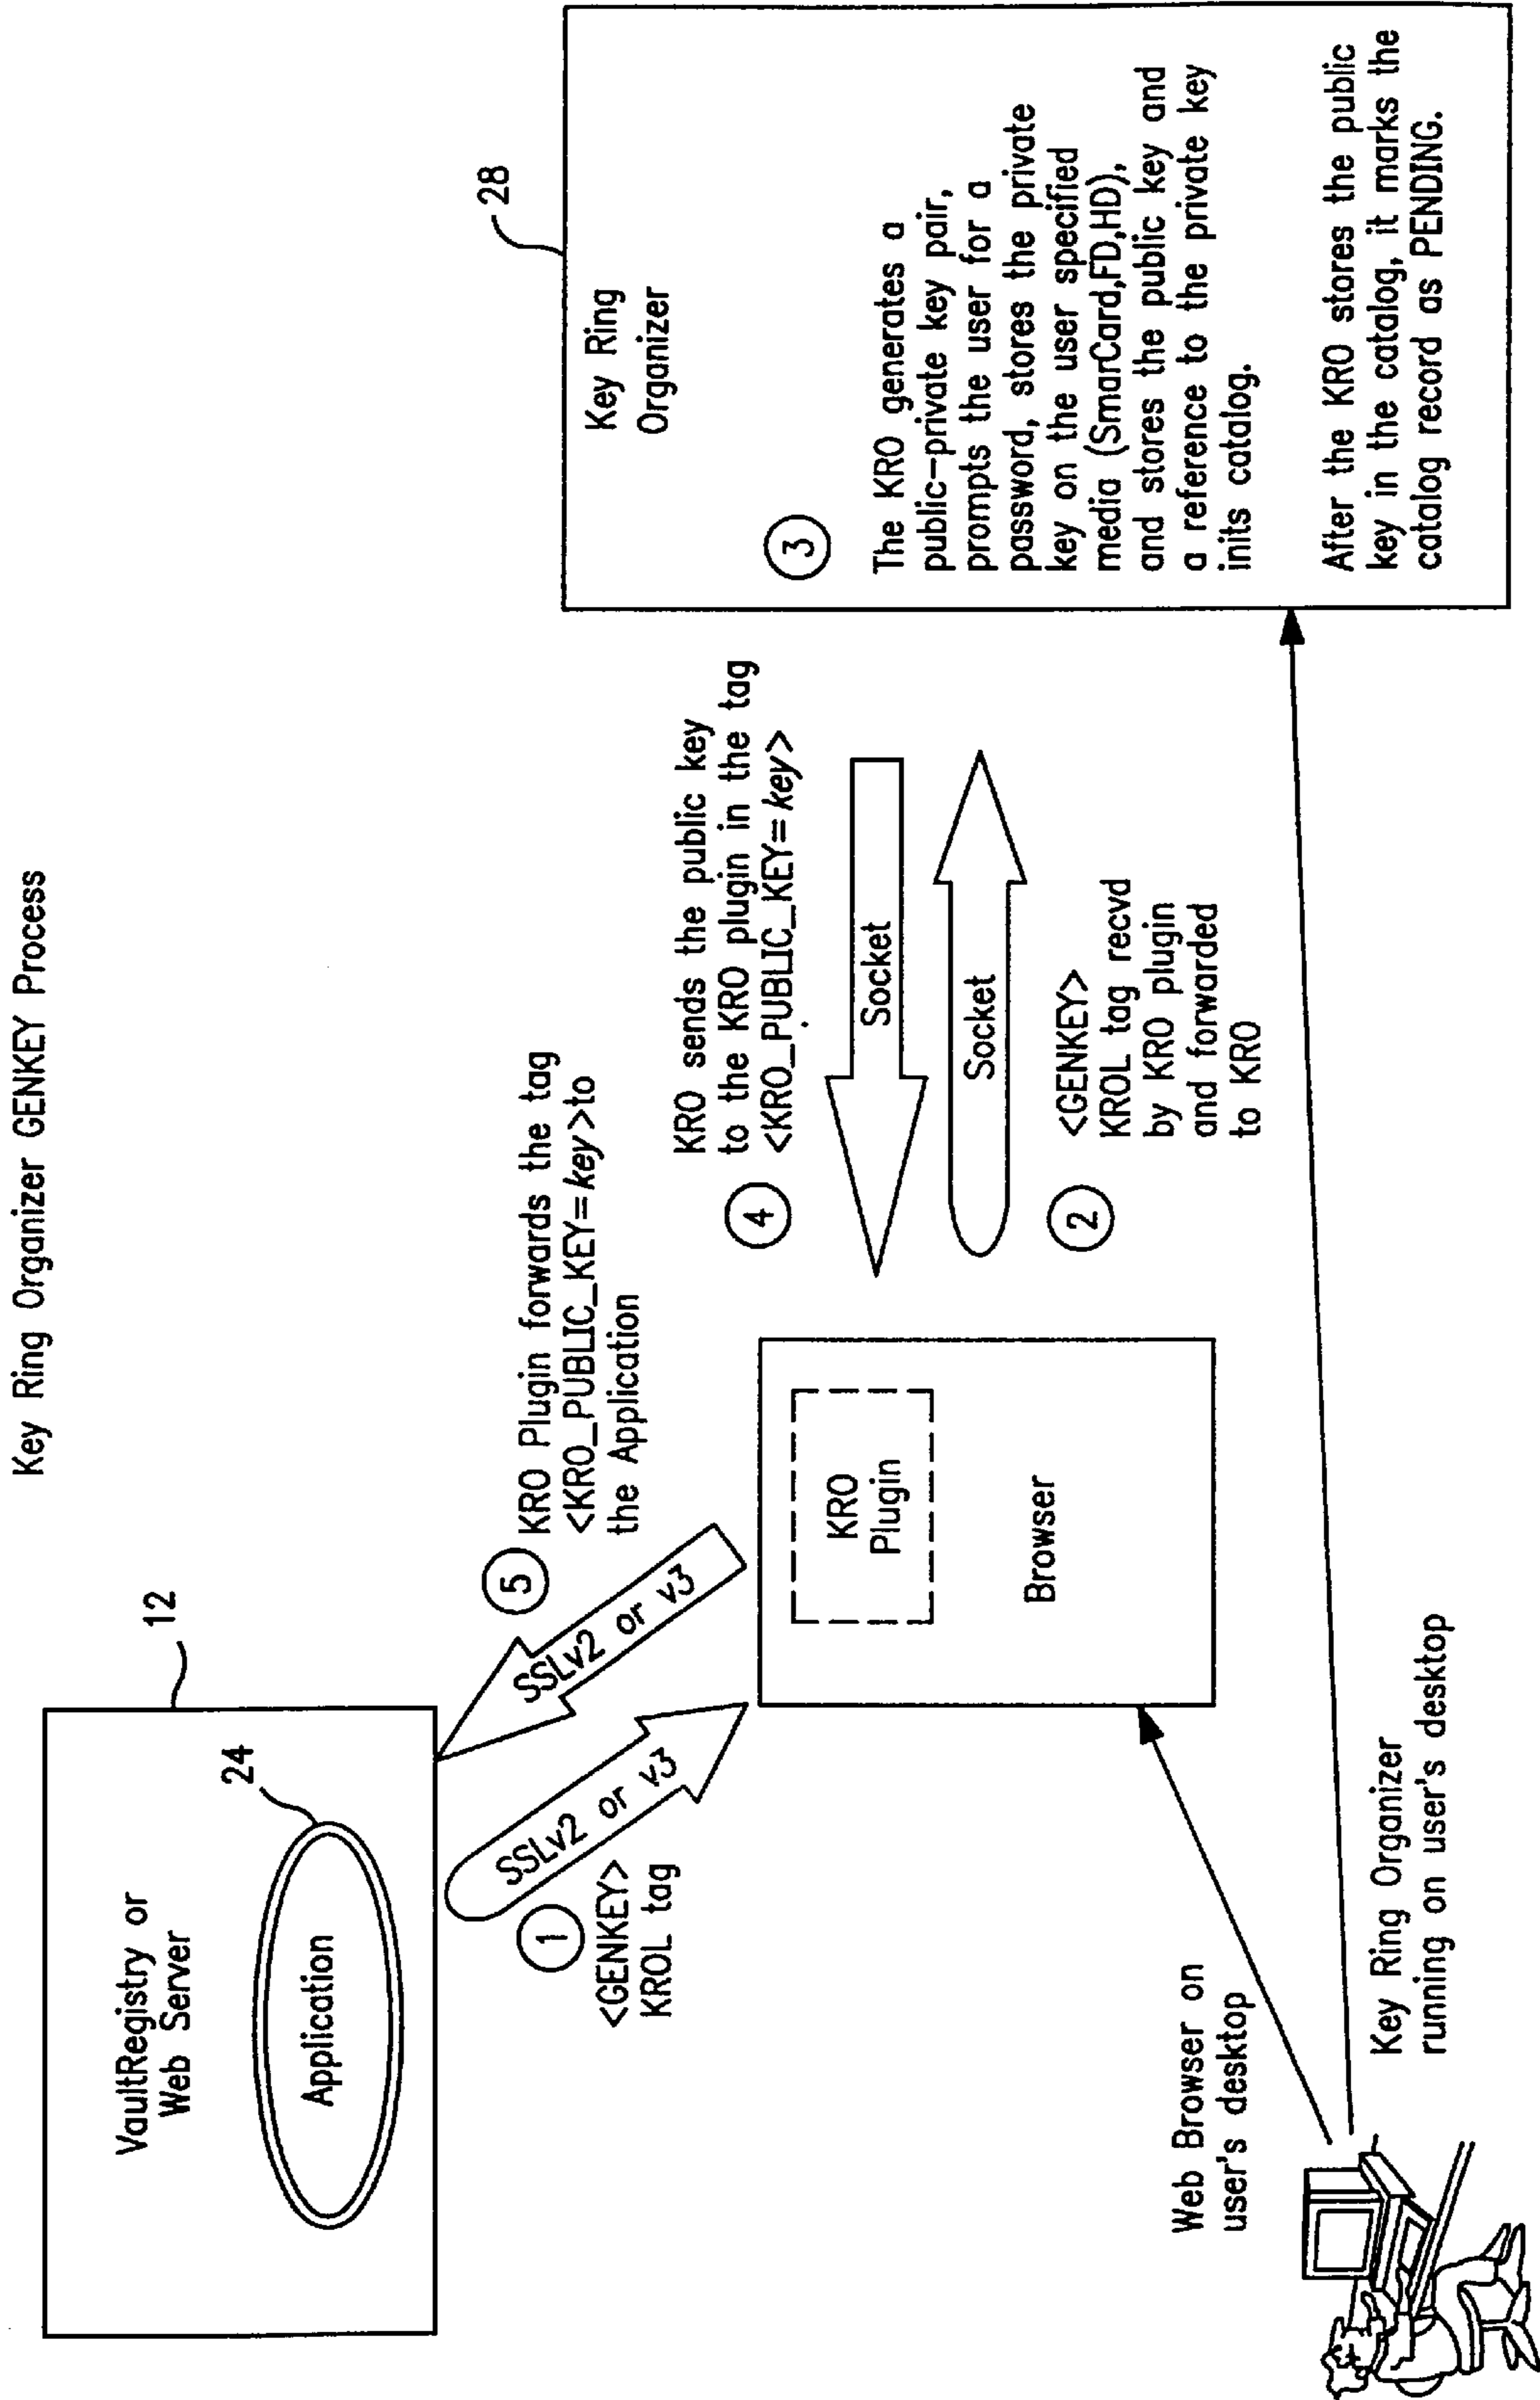 Key Ring Organizer GENKEY Process
12
VaultRegistry or
Web Server
24
Application
1
<GENKEY>
KROL tag
SSLv2 or v3
SSLv2 or v3
5
KRO Plugin forwards the tag
<KRO_PUBLIC_KEY=key>to
the Application
KRO
Plugin
Browser
4
KRO sends the public key
to the KRO plugin in the tag
<KRO_PUBLIC_KEY=key>
Socket
Socket
2
<GENKEY>
KROL tag recvd
by KRO plugin
and forwarded
to KRO
28
Key Ring
Organizer
3
The KRO generates a
public-private key pair,
prompts the user for a
password, stores the private
key on the user specified
media (SmarCard,FD,HD),
and stores the public key and
a reference to the private key
inits catalog.
After the KRO stores the public
key in the catalog, it marks the
catalog record as PENDING.
Web Browser on
user's desktop
Key Ring Organizer
running on user's desktop